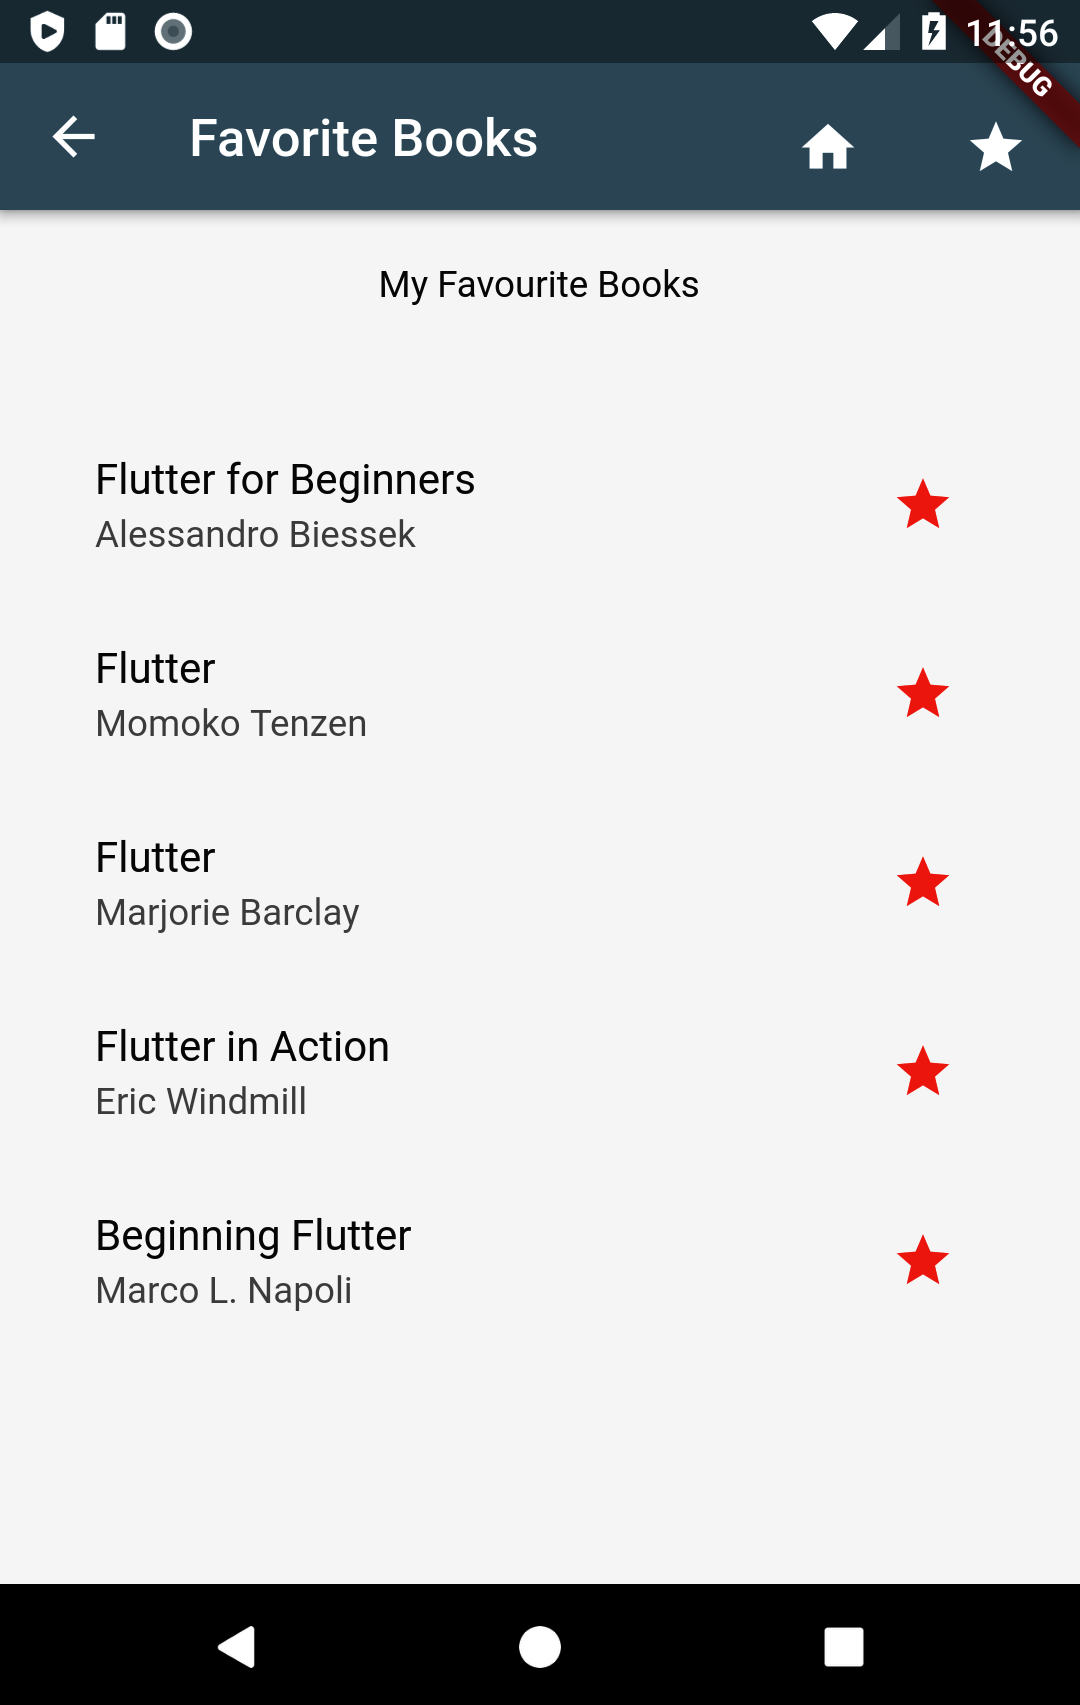 11:56
DEBUG
Favorite Books
My Favourite Books
Flutter for Beginners
Alessandro Biessek
Flutter
Momoko Tenzen
Flutter
Marjorie Barclay
Flutter in Action
Eric Windmill
Beginning Flutter
Marco L. Napoli